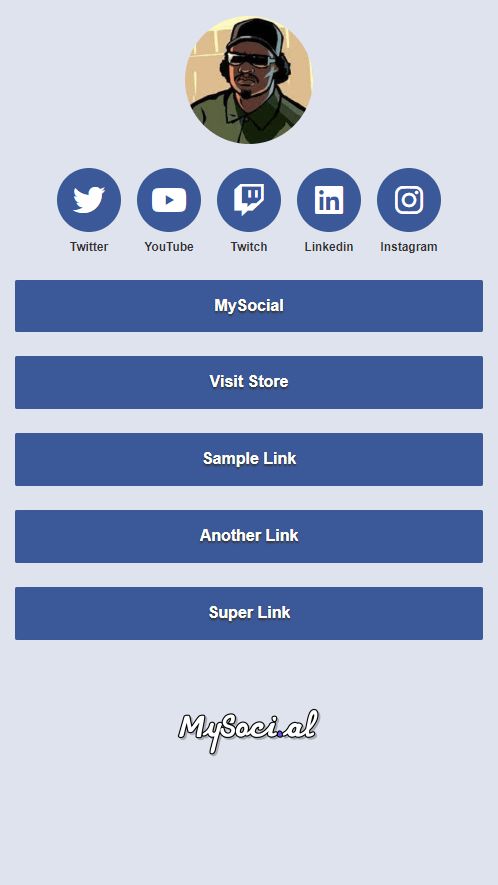 Twitter
YouTube
Twitch
Linkedin
Instagram
MySocial
Visit Store
Sample Link
Another Link
Super Link
MySoci.al